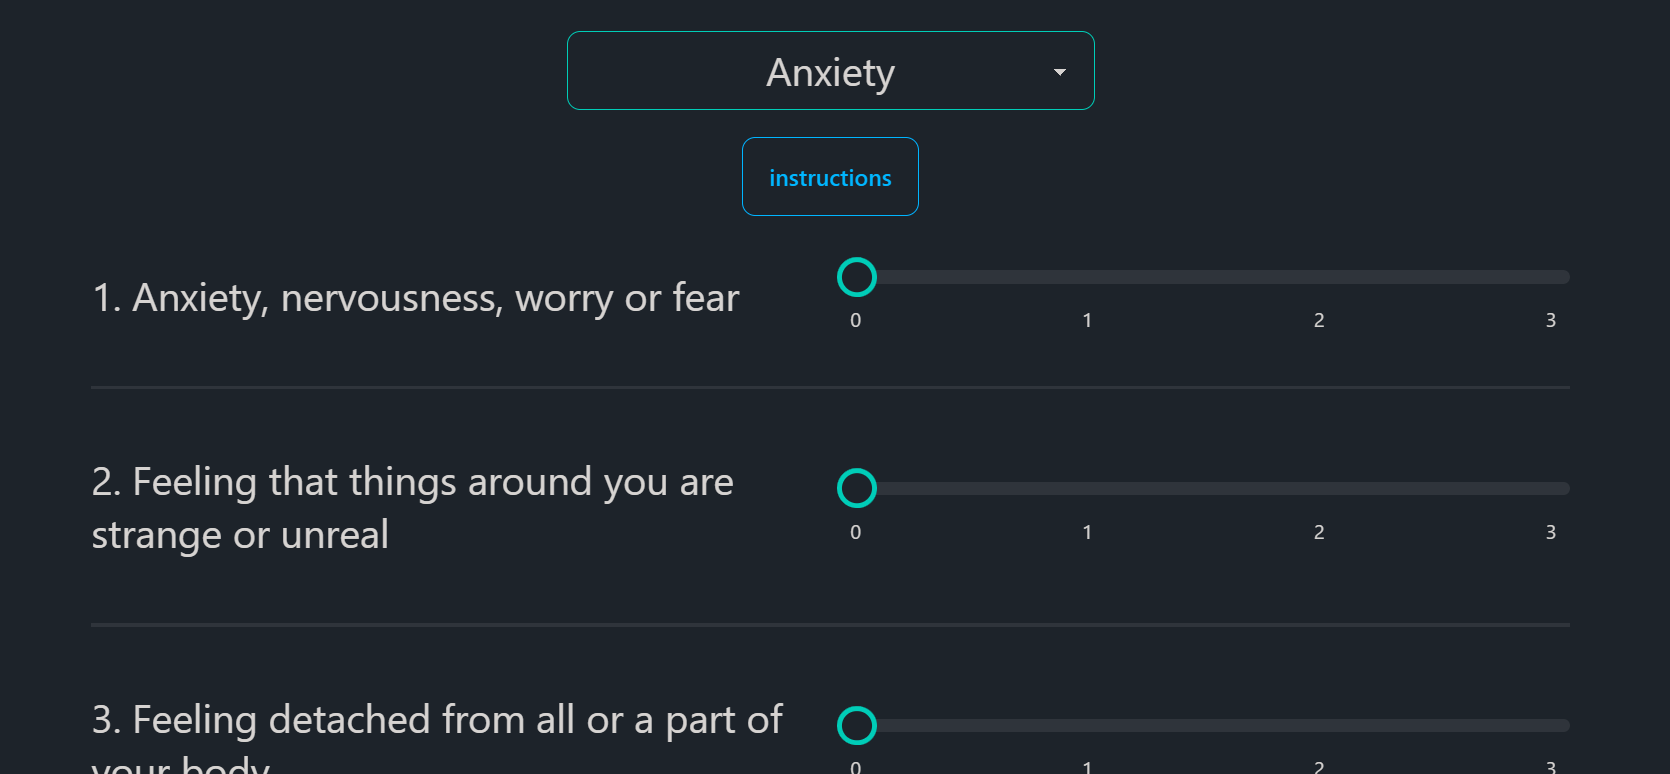 Anxiety
instructions
1. Anxiety, nervousness, worry or fear
0 1 2 3
2. Feeling that things around you are
strange or unreal
0 1 2 3
3. Feeling detached from all or a part of
your body
0 1 2 3